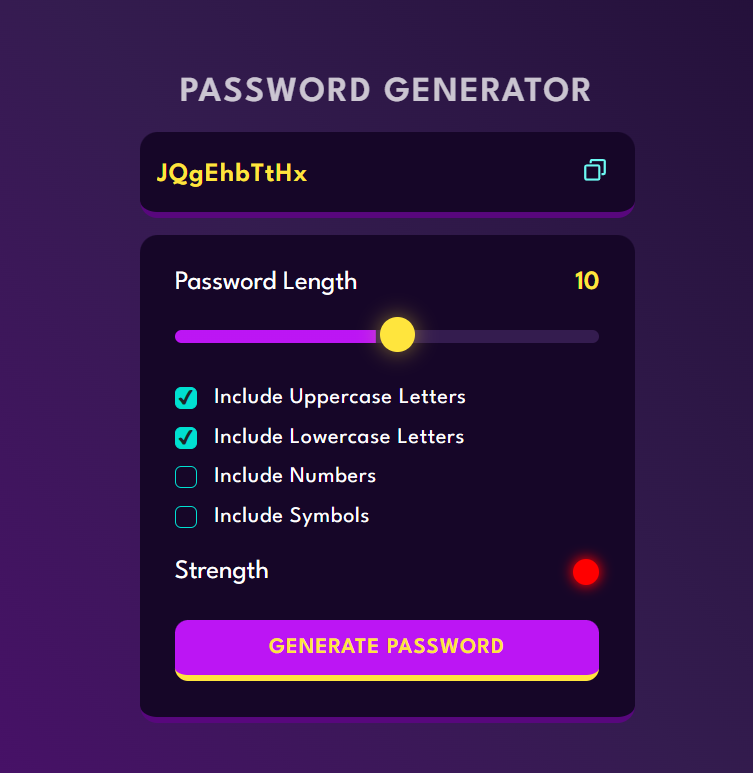 PASSWORD GENERATOR
JQgEhbTtHx
Password Length 10
Include Uppercase Letters
Include Lowercase Letters
Include Numbers
Include Symbols
Strength
GENERATE PASSWORD